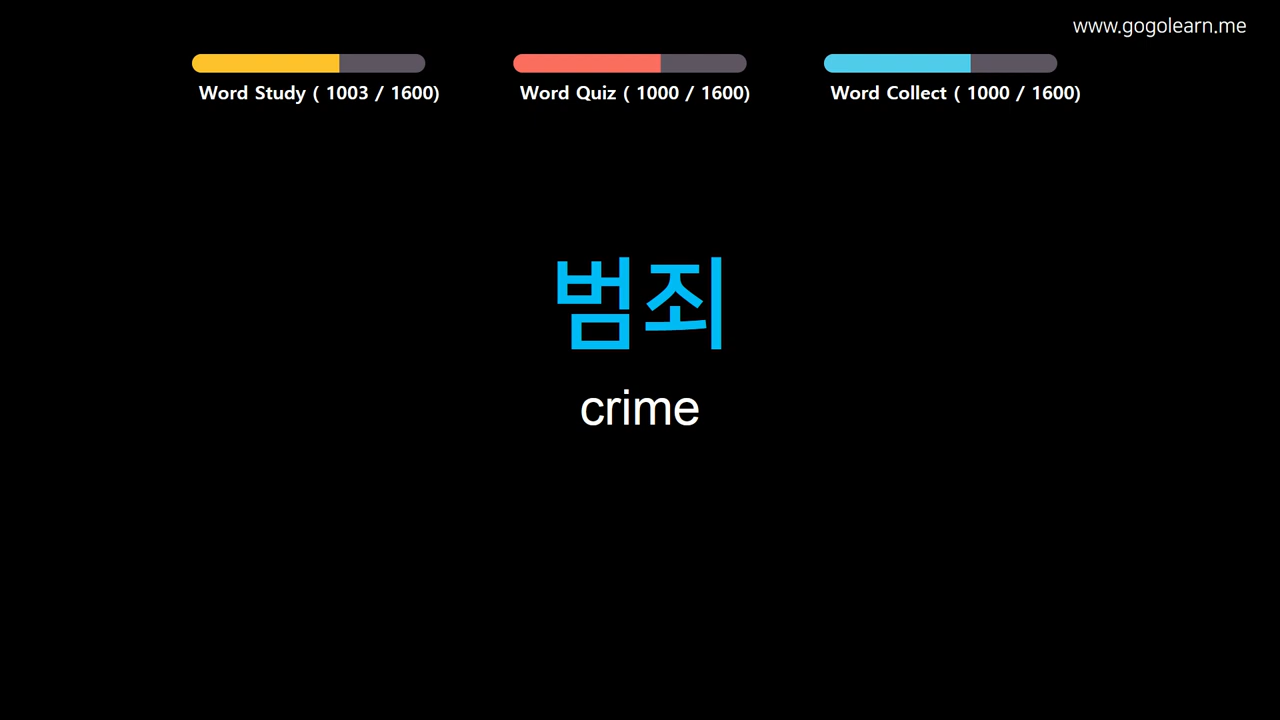 www.gogolearn.me
Word Study ( 1003 / 1600)
Word Quiz ( 1000 / 1600)
Word Collect ( 1000 / 1600)
범죄
crime